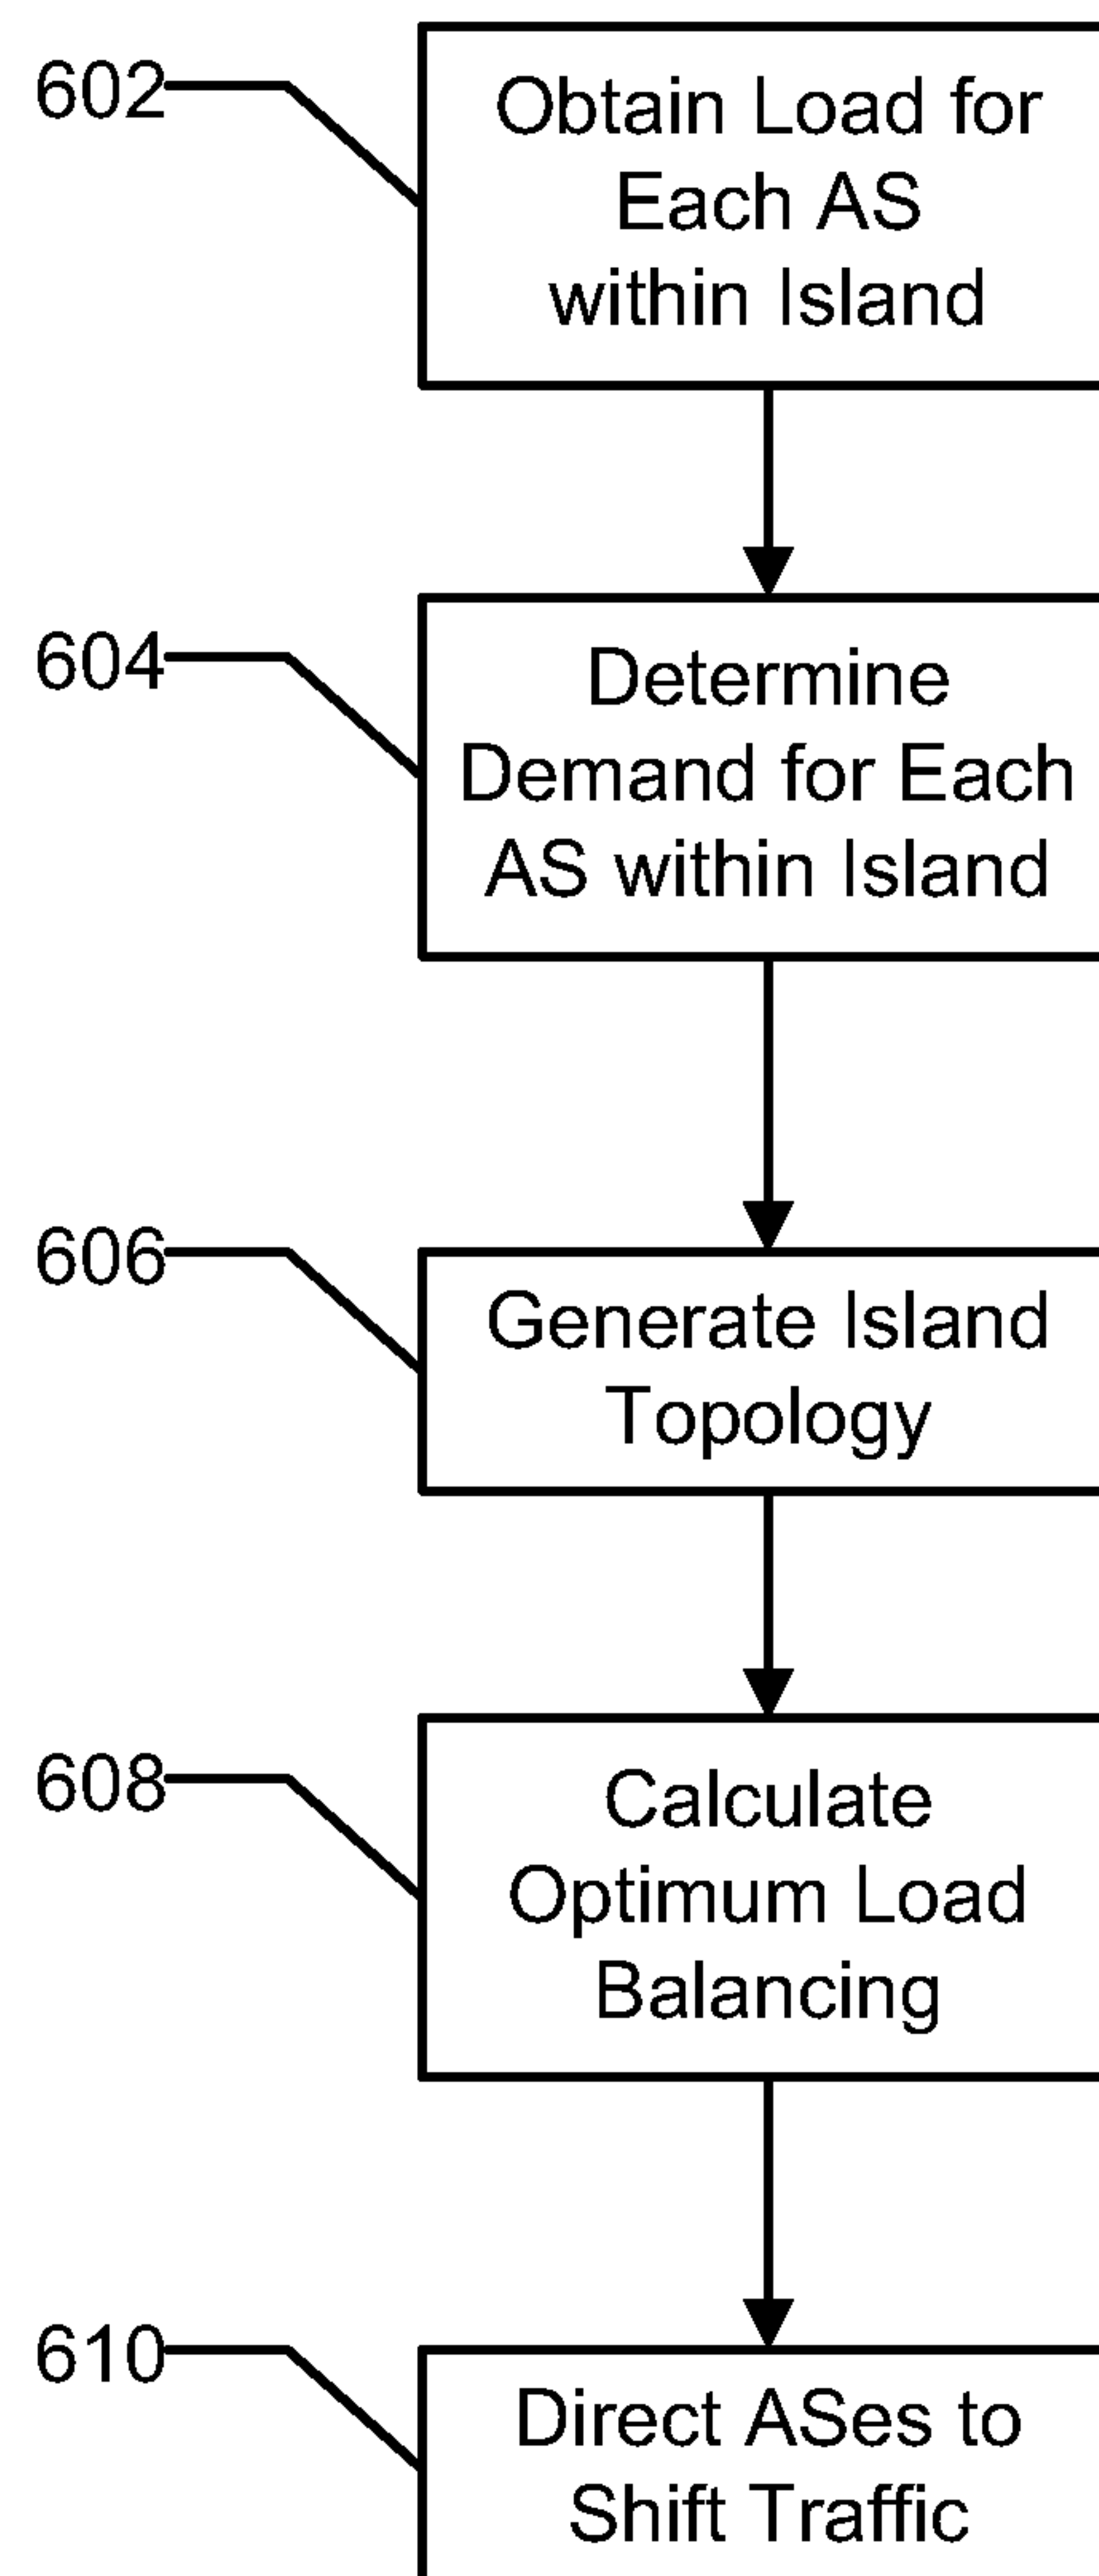 602
Obtain Load for
Each AS
within Island
604
Determine
Demand for Each
AS within Island
606
Generate Island
Topology
608
Calculate
Optimum Load
Balancing
610
Direct ASes to
Shift Traffic